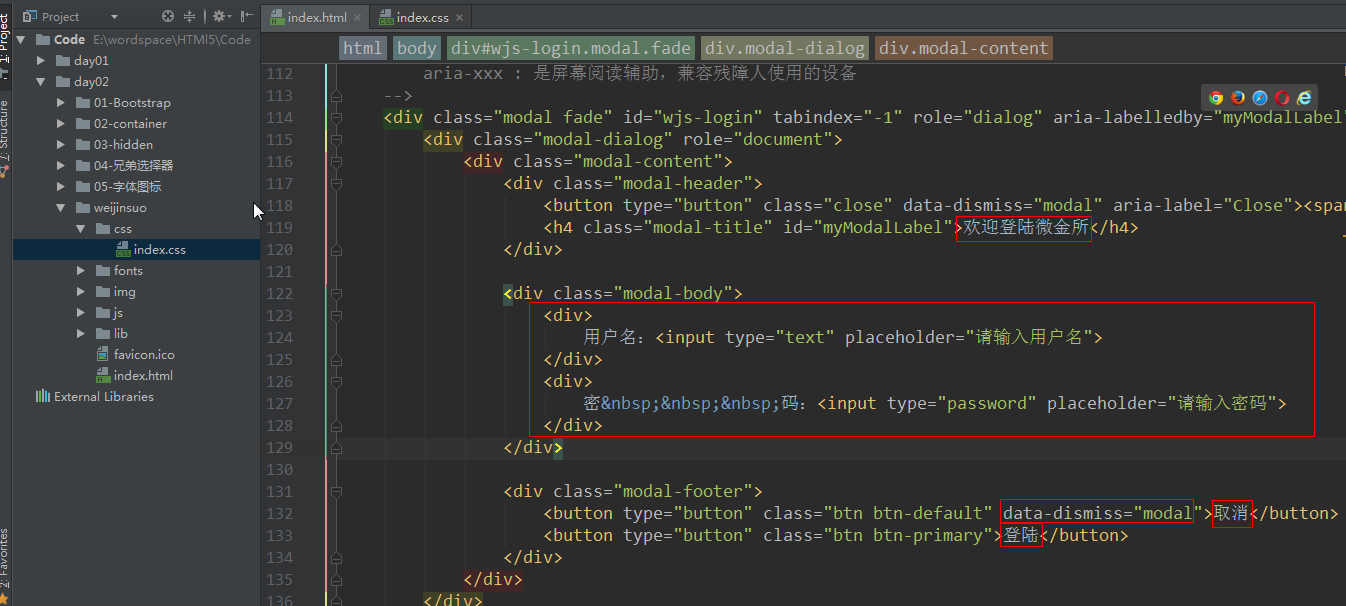 Project
index.html
index.css
Code E:\wordspace\HTMl5\Code
day01
day02
01-Bootstrap
02-container
03-hidden
04-兄弟选择器
05-字体图标
weijinsuo
css
index.css
fonts
img
js
lib
favicon.ico
index.html
External Libraries
1: Project
7: Structure
2: Favorites
html body div#wjs-login.modal.fade div.modal-dialog div.modal-content
112 aria-xxx : 是屏幕阅读辅助，兼容残障人使用的设备
113 -->
114 <div class="modal fade" id="wjs-login" tabindex="-1" role="dialog" aria-labelledby="myModalLabel"
115 <div class="modal-dialog" role="document">
116 <div class="modal-content">
117 <div class="modal-header">
118 <button type="button" class="close" data-dismiss="modal" aria-label="Close"><span
119 <h4 class="modal-title" id="myModalLabel">欢迎登陆微金所</h4>
120 </div>
121
122 <div class="modal-body">
123 <div>
124 用户名：<input type="text" placeholder="请输入用户名">
125 </div>
126 <div>
127 密&nbsp;&nbsp;&nbsp;码：<input type="password" placeholder="请输入密码">
128 </div>
129 </div>
130
131 <div class="modal-footer">
132 <button type="button" class="btn btn-default" data-dismiss="modal">取消</button>
133 <button type="button" class="btn btn-primary">登陆</button>
134 </div>
135 </div>
136 </div>